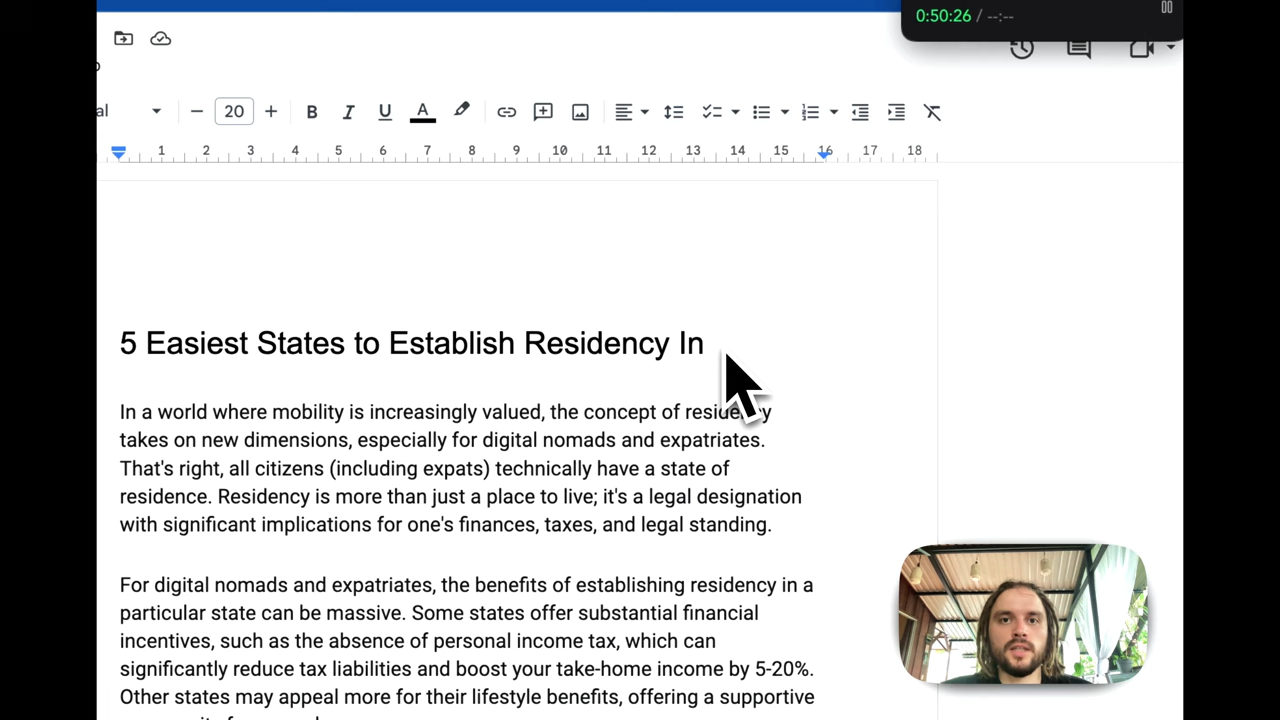 0:50:26 / --:--
al
20
B I U A
1 2 3 4 5 6 7 8 9 10 11 12 13 14 15 16 17 18
5 Easiest States to Establish Residency In
In a world where mobility is increasingly valued, the concept of residency
takes on new dimensions, especially for digital nomads and expatriates.
That's right, all citizens (including expats) technically have a state of
residence. Residency is more than just a place to live; it's a legal designation
with significant implications for one's finances, taxes, and legal standing.
For digital nomads and expatriates, the benefits of establishing residency in a
particular state can be massive. Some states offer substantial financial
incentives, such as the absence of personal income tax, which can
significantly reduce tax liabilities and boost your take-home income by 5-20%.
Other states may appeal more for their lifestyle benefits, offering a supportive